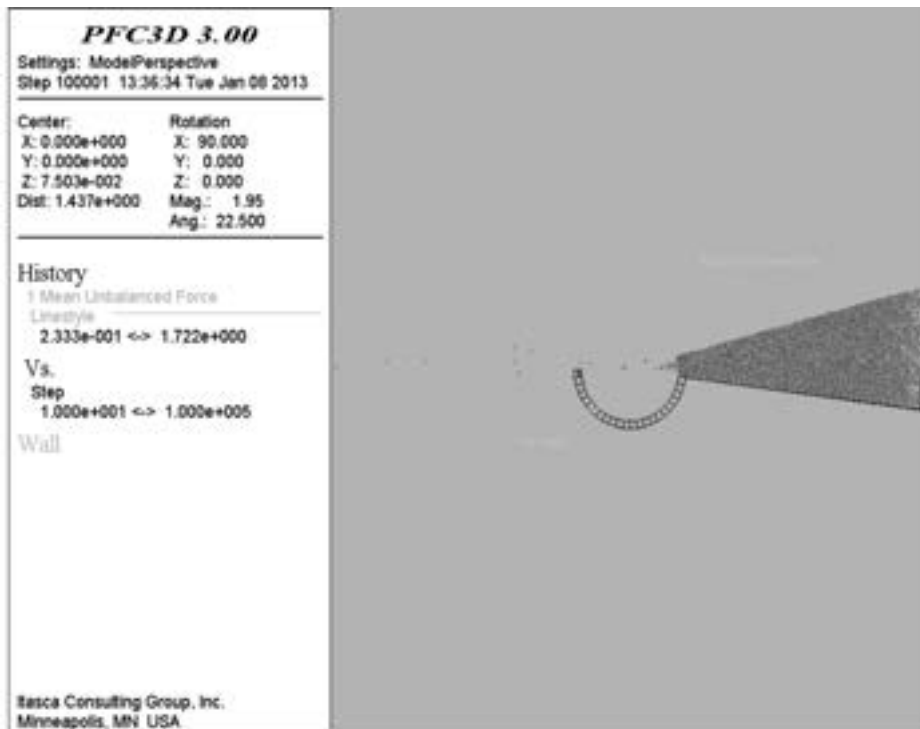 PFC3D 3.00
Settings: ModelPerspective
Step 100001 13:36:34 Tue Jan 08 2013
Center: Rotation
X: 0.000e+000 X: 90.000
Y: 0.000e+000 Y: 0.000
Z: 7.503e-002 Z: 0.000
Dist: 1.437e+000 Mag.: 1.95
Ang.: 22.500
History
1 Mean Unbalanced Force
Linestyle
2.333e-001 <-> 1.722e+000
Vs.
Step
1.000e+001 <-> 1.000e+005
Wall
Itasca Consulting Group, Inc.
Minneapolis, MN USA